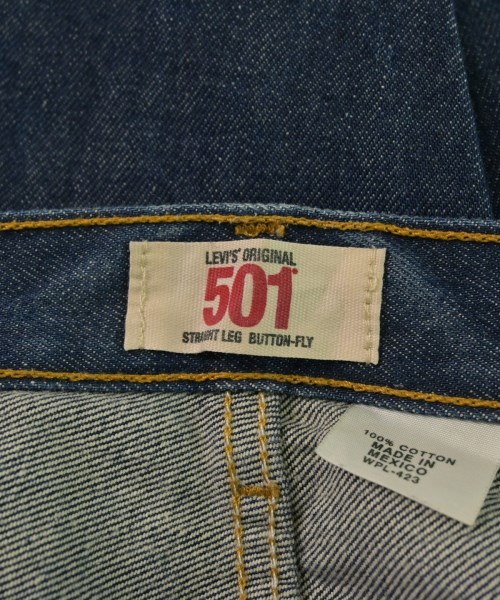 LEVI'S® ORIGINAL
501®
STRAIGHT LEG BUTTON-FLY
100% COTTON
MADE IN
MEXICO
WPL-423